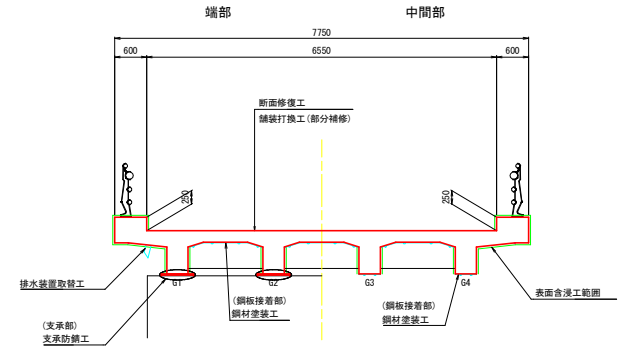 端部
中間部
7750
600
6550
600
断面修復工
舗装打換工(部分補修)
250
250
排水装置取替工
G1
G2
G3
G4
(鋼板接着部)
鋼材塗装工
(鋼板接着部)
鋼材塗装工
表面含浸工範囲
(支承部)
支承防錆工